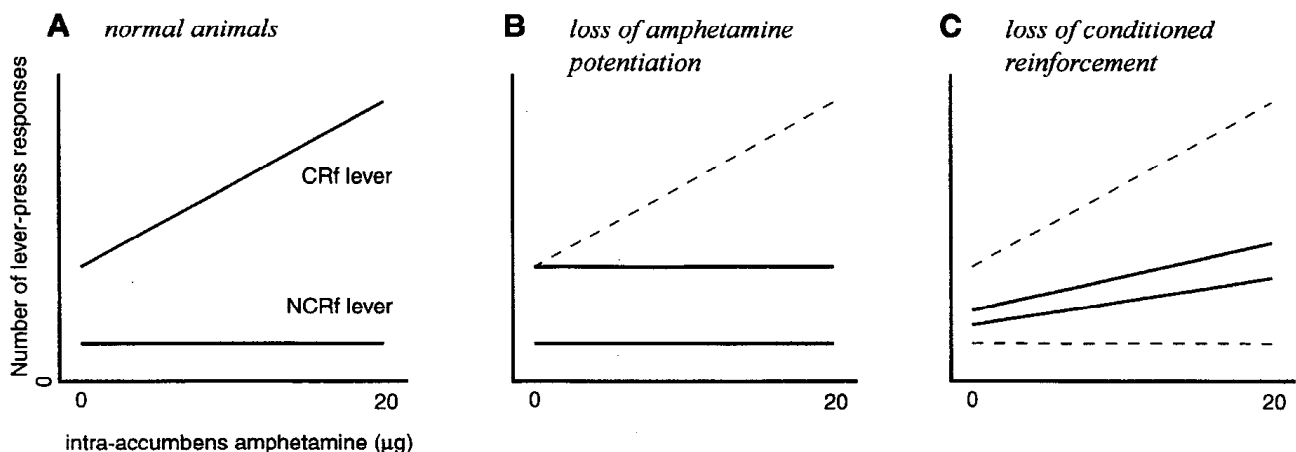 A normal animals
B loss of amphetamine
potentiation
C loss of conditioned
reinforcement
Number of lever-press responses
CRf lever
NCRf lever
0
0 20
0 20
0 20
intra-accumbens amphetamine (µg)